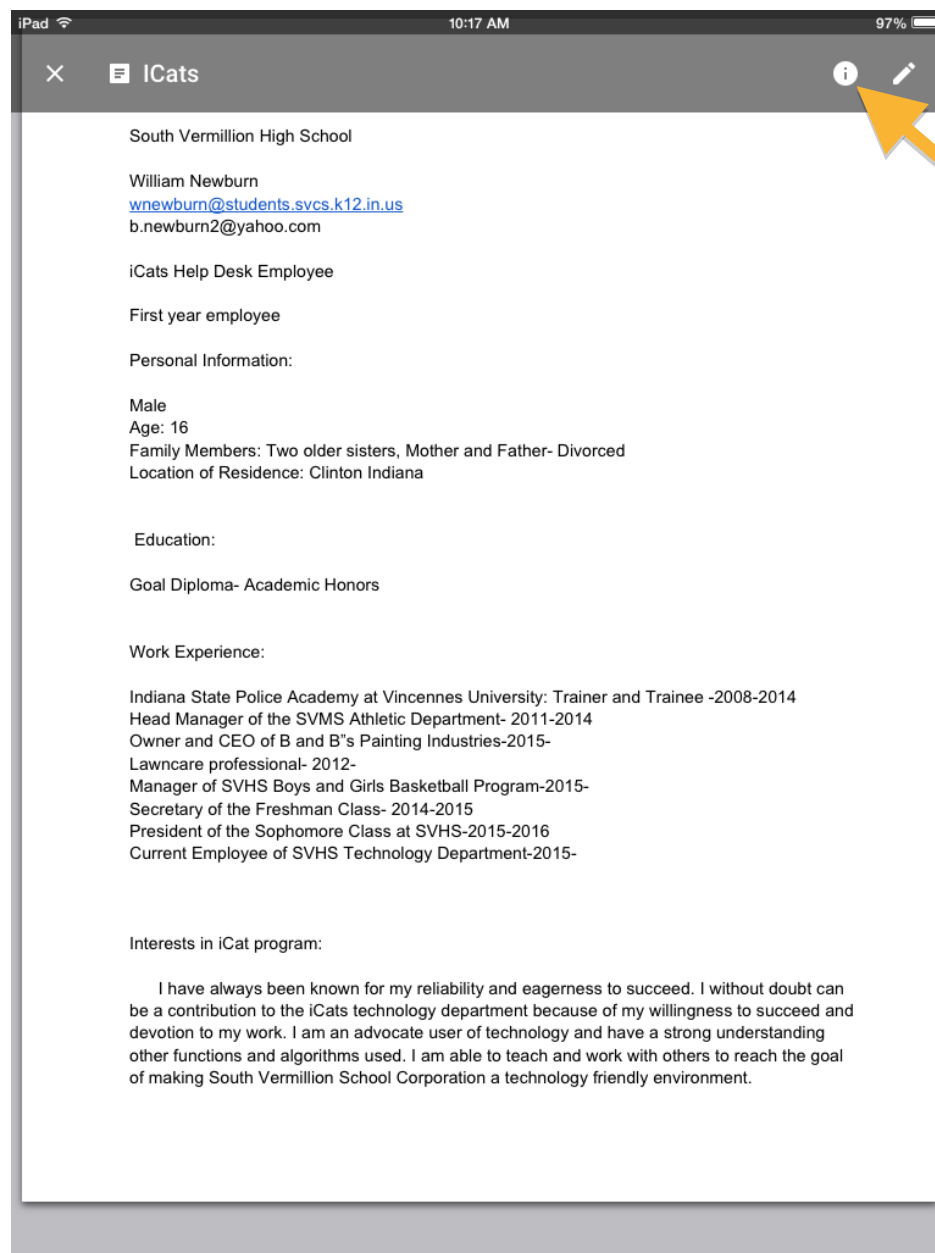 iPad 10:17 AM 97%
ICats
South Vermillion High School
William Newburn
wnewburn@students.svcs.k12.in.us
b.newburn2@yahoo.com
iCats Help Desk Employee
First year employee
Personal Information:
Male
Age: 16
Family Members: Two older sisters, Mother and Father- Divorced
Location of Residence: Clinton Indiana
Education:
Goal Diploma- Academic Honors
Work Experience:
Indiana State Police Academy at Vincennes University: Trainer and Trainee -2008-2014
Head Manager of the SVMS Athletic Department- 2011-2014
Owner and CEO of B and B"s Painting Industries-2015-
Lawncare professional- 2012-
Manager of SVHS Boys and Girls Basketball Program-2015-
Secretary of the Freshman Class- 2014-2015
President of the Sophomore Class at SVHS-2015-2016
Current Employee of SVHS Technology Department-2015-
Interests in iCat program:
I have always been known for my reliability and eagerness to succeed. I without doubt can
be a contribution to the iCats technology department because of my willingness to succeed and
devotion to my work. I am an advocate user of technology and have a strong understanding
other functions and algorithms used. I am able to teach and work with others to reach the goal
of making South Vermillion School Corporation a technology friendly environment.